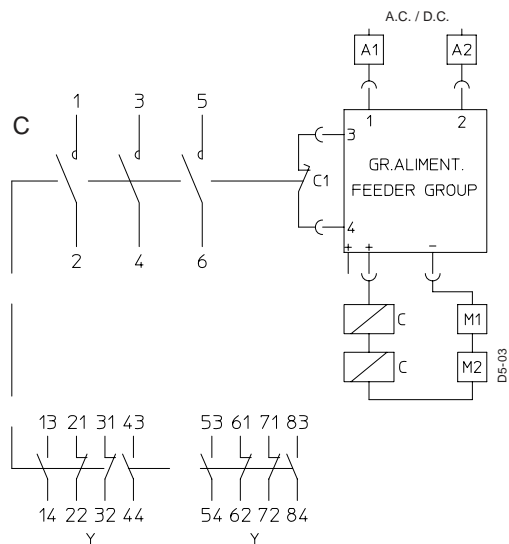 A.C. / D.C.
A1 A2
1 3 5
C
1 2
3
GR.ALIMENT.
C1
FEEDER GROUP
4
2 4 6
+ + −
C M1
C M2
D5-03
13 21 31 43 53 61 71 83
14 22 32 44 54 62 72 84
Y Y